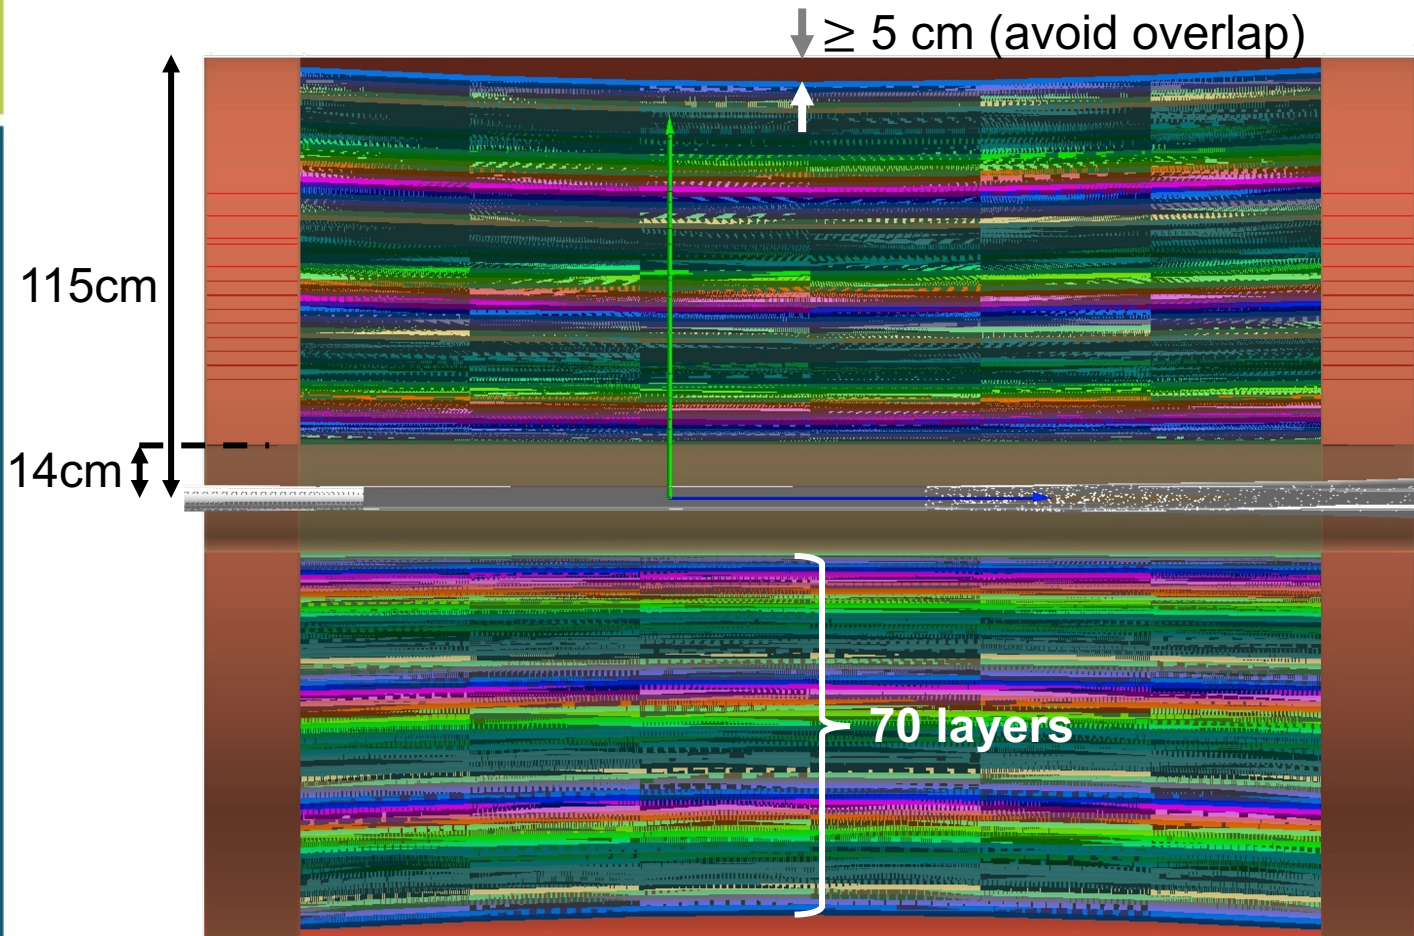 ≥ 5 cm (avoid overlap)
115cm
14cm
70 layers